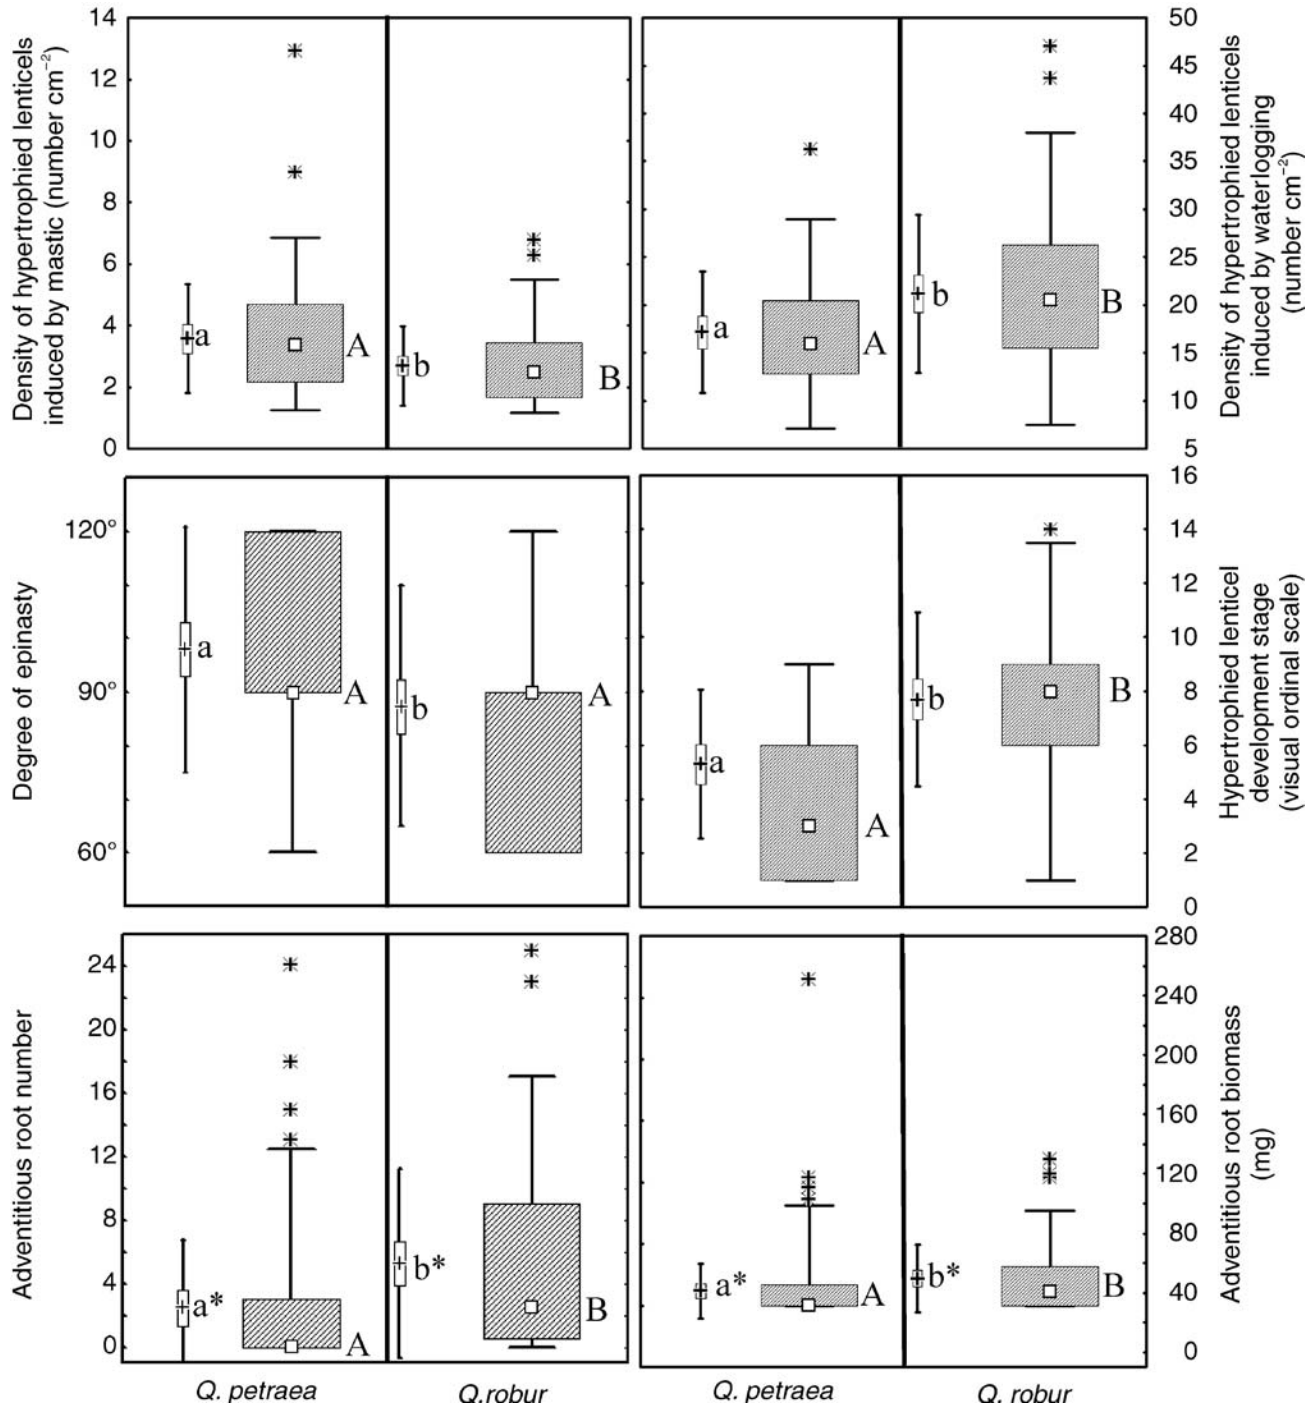 Density of hypertrophied lenticels
induced by mastic (number cm⁻²)
14
12
10
8
6
4
2
0
a
A
b
B
a
A
b
B
50
45
40
35
30
25
20
15
10
5
Density of hypertrophied lenticels
induced by waterlogging
(number cm⁻²)
Degree of epinasty
120°
90°
60°
a
A
b
A
a
A
b
B
16
14
12
10
8
6
4
2
0
Hypertrophied lenticel
development stage
(visual ordinal scale)
Adventitious root number
24
20
16
12
8
4
0
a*
A
b*
B
a*
A
b*
B
280
240
200
160
120
80
40
0
Adventitious root biomass
(mg)
Q. petraea
Q.robur
Q. petraea
Q. robur